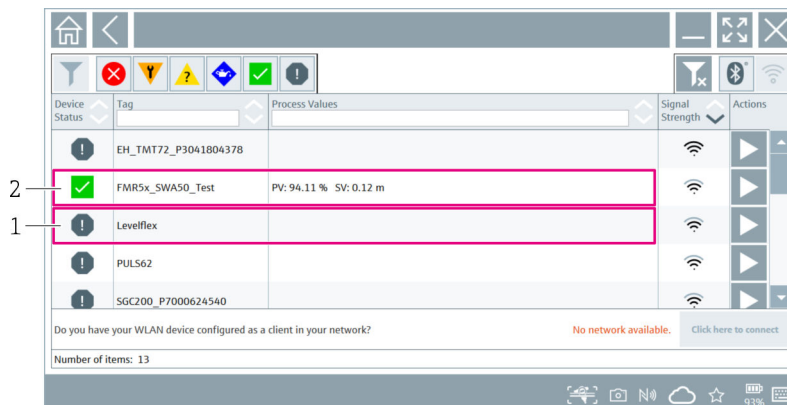 ?
Device
Status
Tag
Process Values
Signal
Strength
Actions
! EH_TMT72_P3041804378
2 FMR5x_SWA50_Test PV: 94.11 % SV: 0.12 m
1 ! Levelflex
! PULS62
! SGC200_P7000624540
Do you have your WLAN device configured as a client in your network? No network available. Click here to connect
Number of items: 13
93%